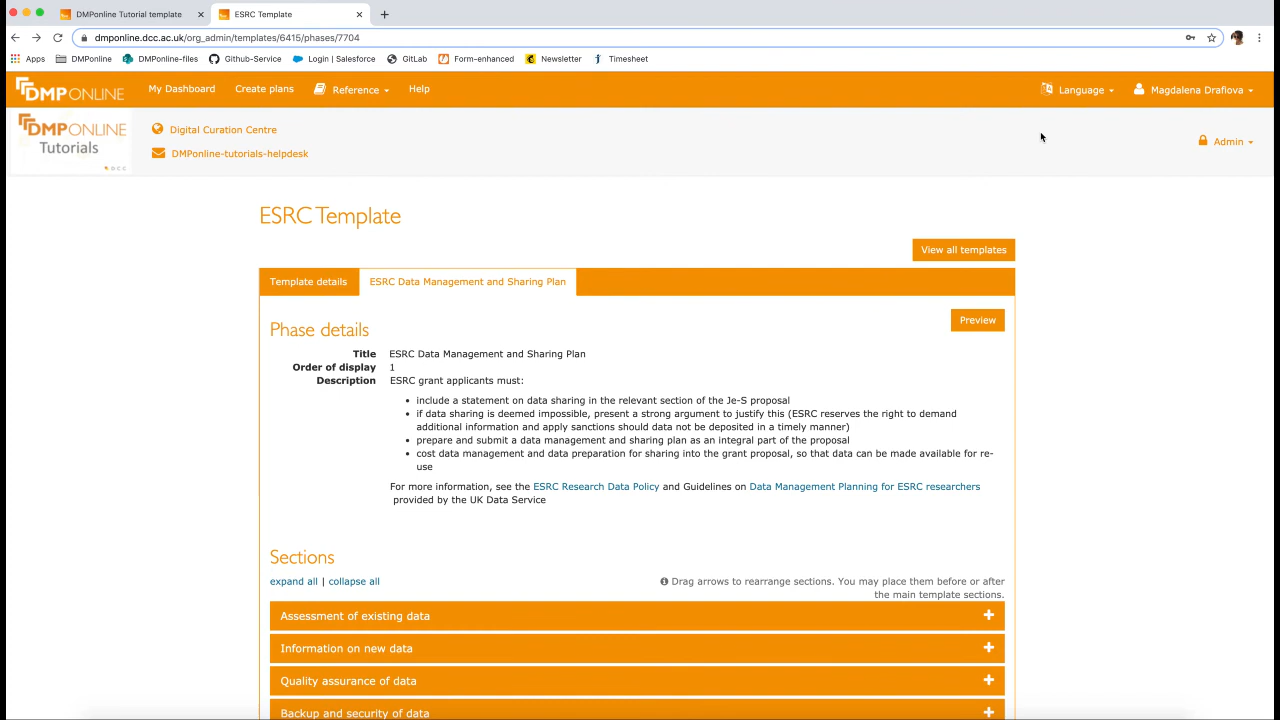 DMPonline Tutorial template
ESRC Template
dmponline.dcc.ac.uk/org_admin/templates/6415/phases/7704
Apps DMPonline DMPonline-files Github-Service Login | Salesforce GitLab Form-enhanced Newsletter Timesheet
DMPONLINE My Dashboard Create plans Reference Help Language Magdalena Drafiova
DMPONLINE
Tutorials
DCC
Digital Curation Centre
DMPonline-tutorials-helpdesk
Admin
ESRC Template
View all templates
Template details ESRC Data Management and Sharing Plan
Preview
Phase details
Title ESRC Data Management and Sharing Plan
Order of display 1
Description ESRC grant applicants must:
• include a statement on data sharing in the relevant section of the Je-S proposal
• if data sharing is deemed impossible, present a strong argument to justify this (ESRC reserves the right to demand
additional information and apply sanctions should data not be deposited in a timely manner)
• prepare and submit a data management and sharing plan as an integral part of the proposal
• cost data management and data preparation for sharing into the grant proposal, so that data can be made available for re-
use
For more information, see the ESRC Research Data Policy and Guidelines on Data Management Planning for ESRC researchers
provided by the UK Data Service
Sections
expand all | collapse all
Drag arrows to rearrange sections. You may place them before or after
the main template sections.
Assessment of existing data
Information on new data
Quality assurance of data
Backup and security of data